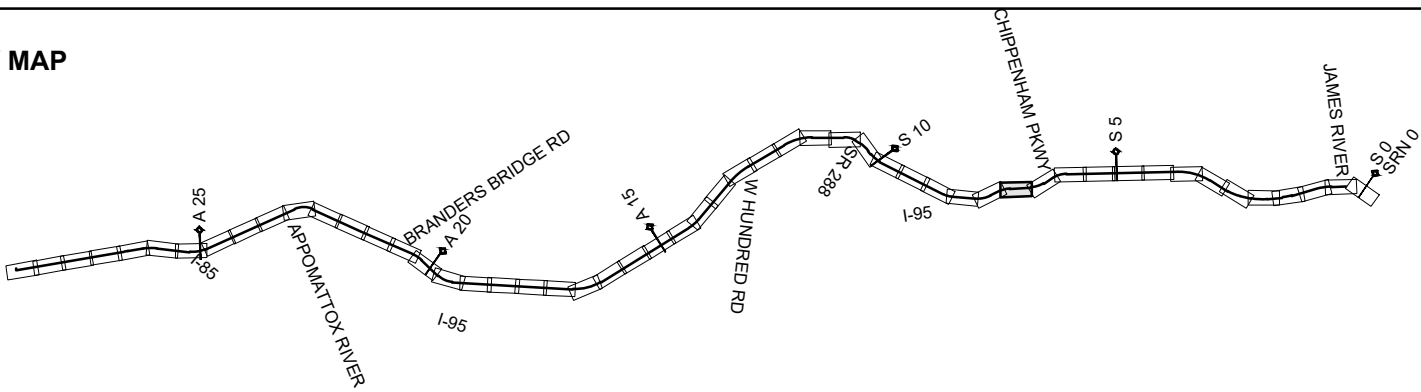 MAP
A 25
I-85
APPOMATTOX RIVER
BRANDERS BRIDGE RD
A 20
I-95
A 15
W HUNDRED RD
SR 288
S 10
I-95
CHIPPENHAM PKWY
S 5
JAMES RIVER
S 0
SRN 0